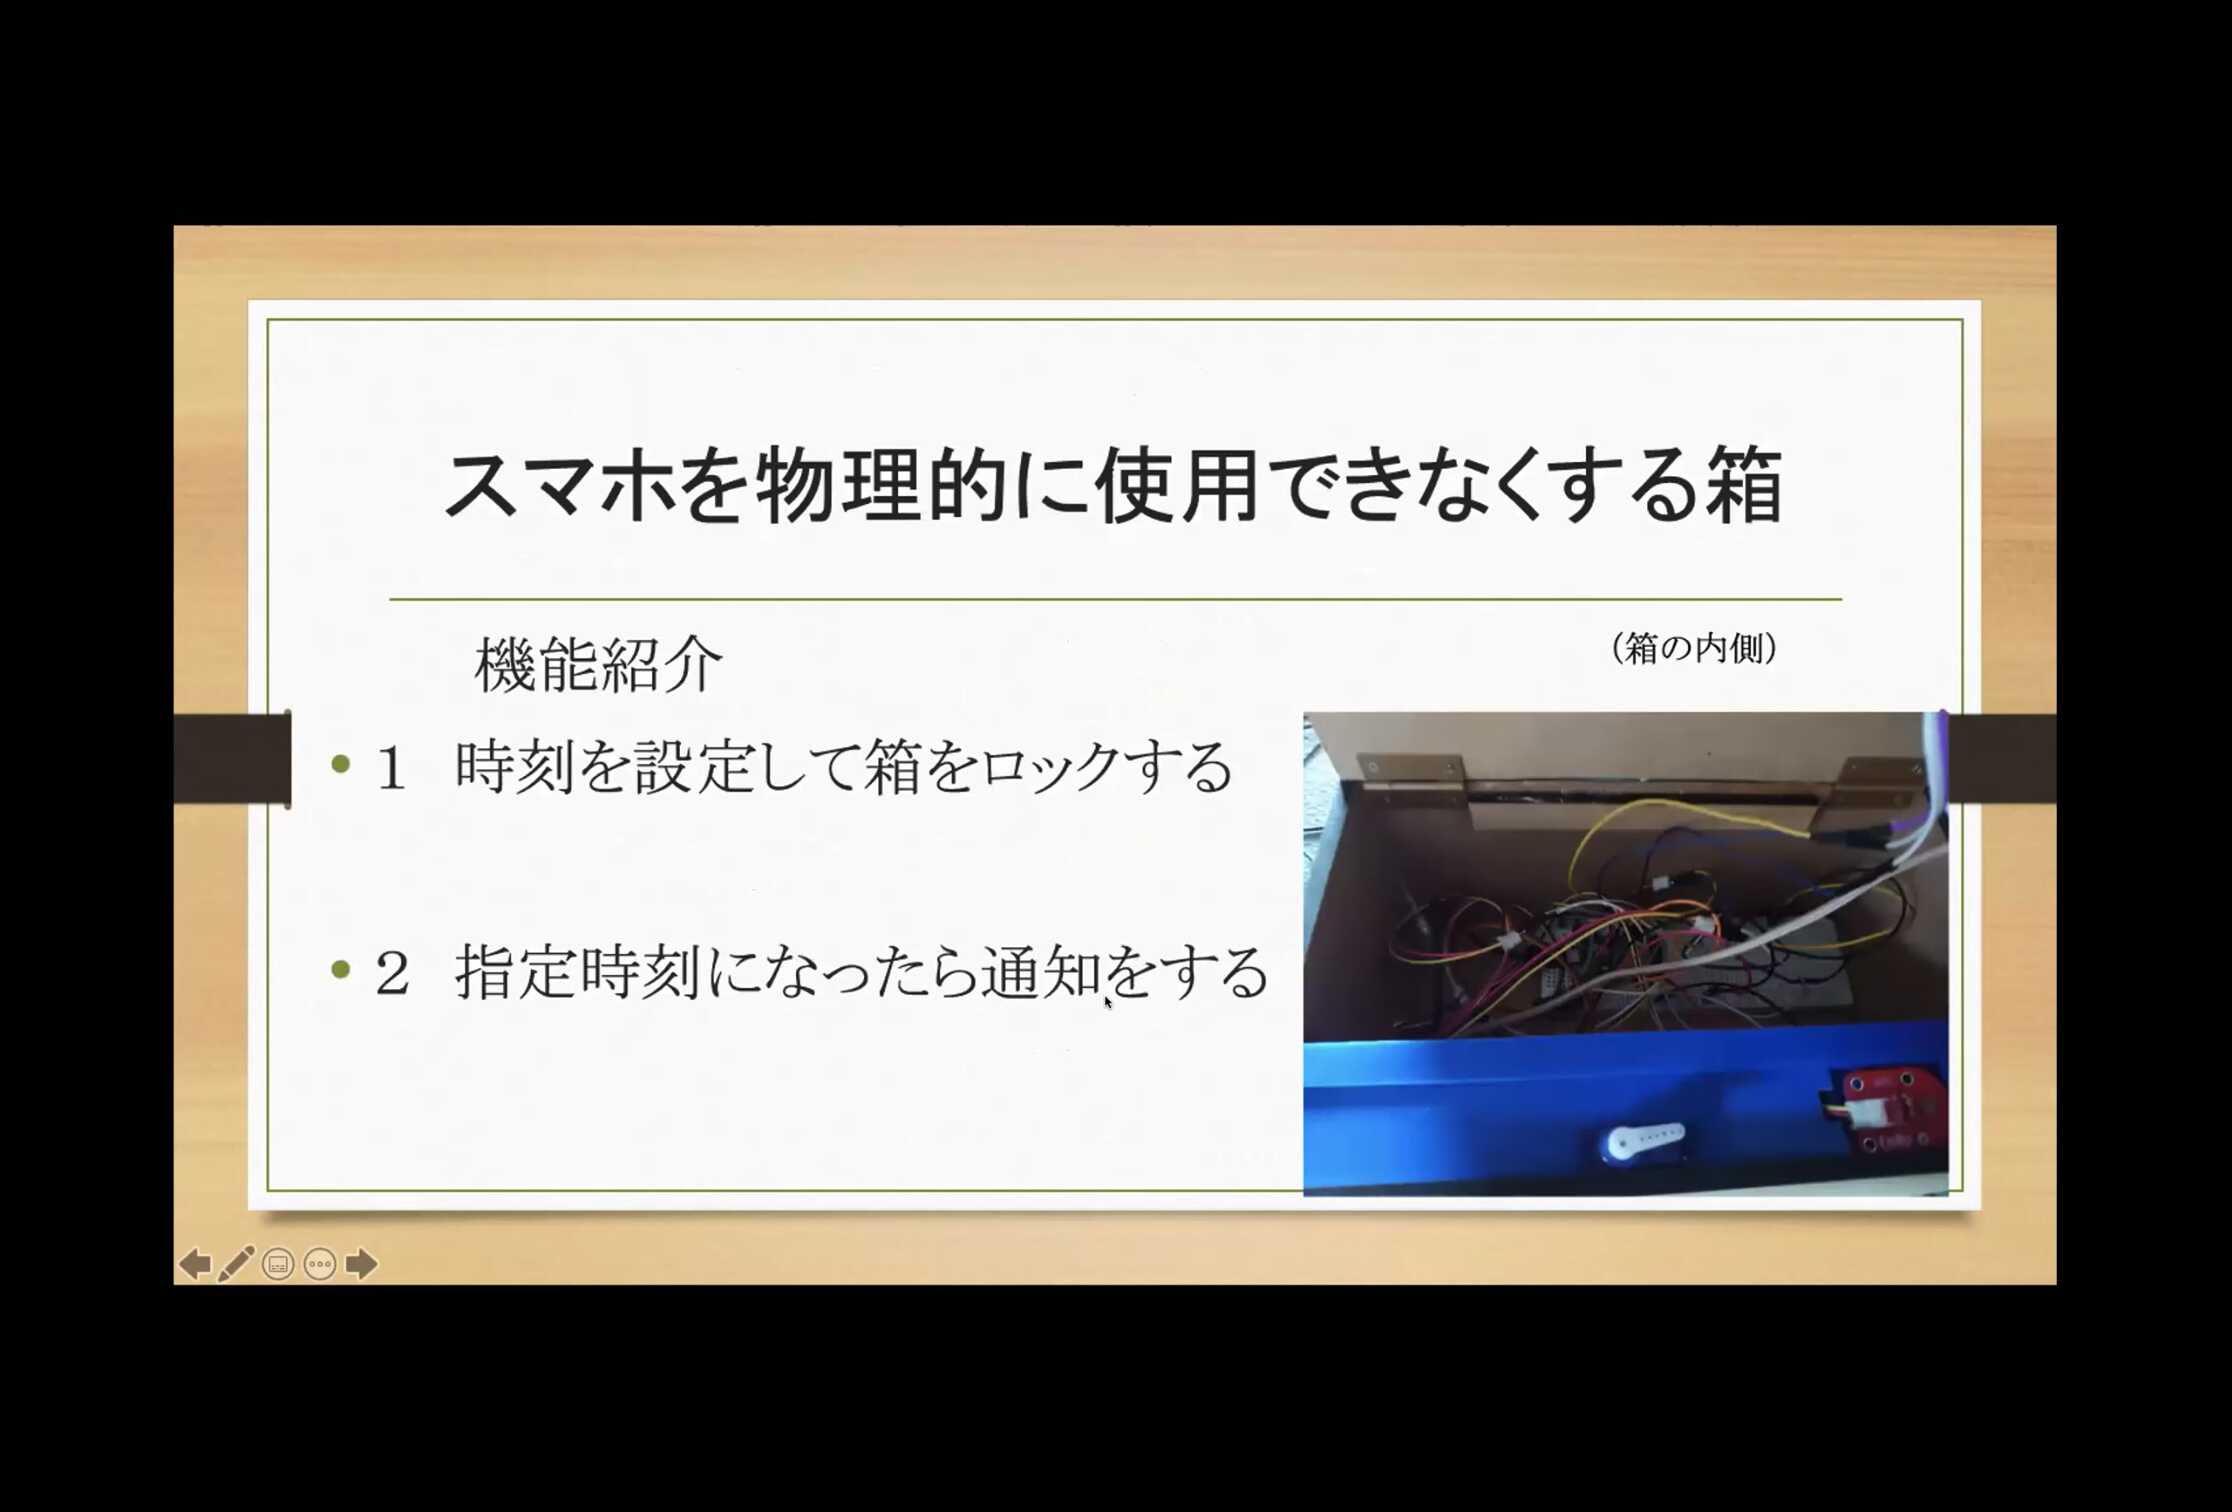 スマホを物理的に使用できなくする箱
機能紹介
（箱の内側）
• 1 時刻を設定して箱をロックする
• 2 指定時刻になったら通知をする